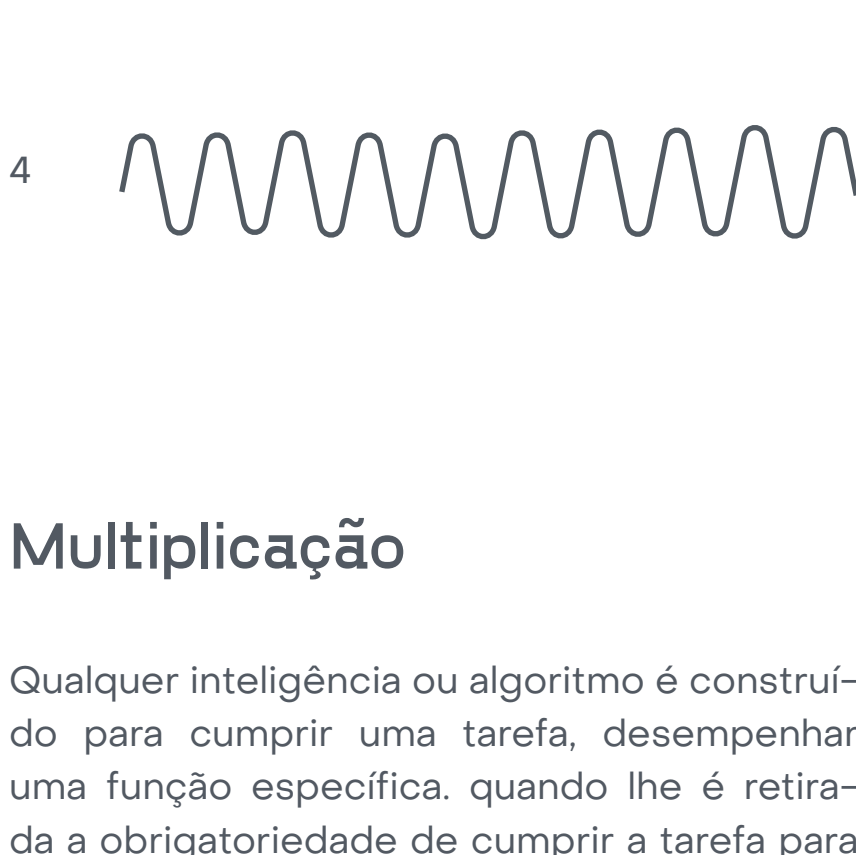 4
Multiplicação
Qualquer inteligência ou algoritmo é construí-
do para cumprir uma tarefa, desempenhar
uma função específica. quando lhe é retira-
da a obrigatoriedade de cumprir a tarefa para